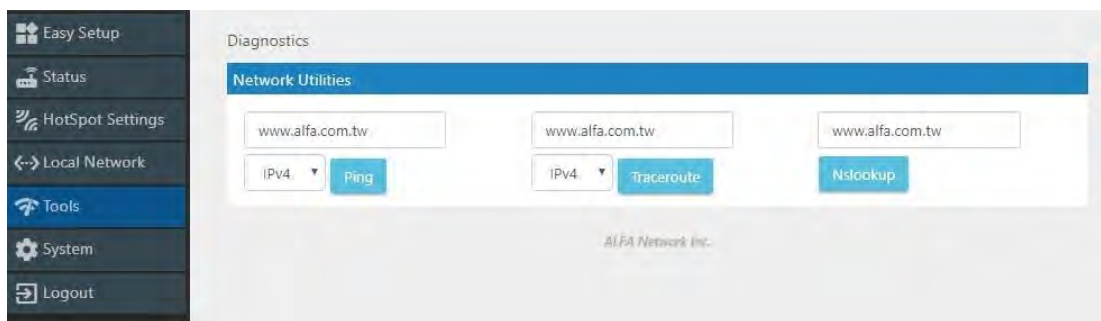 Easy Setup
Status
HotSpot Settings
Local Network
Tools
System
Logout
Diagnostics
Network Utilities
www.alfa.com.tw
IPv4
Ping
www.alfa.com.tw
IPv4
Traceroute
www.alfa.com.tw
Nslookup
ALFA Network Inc.